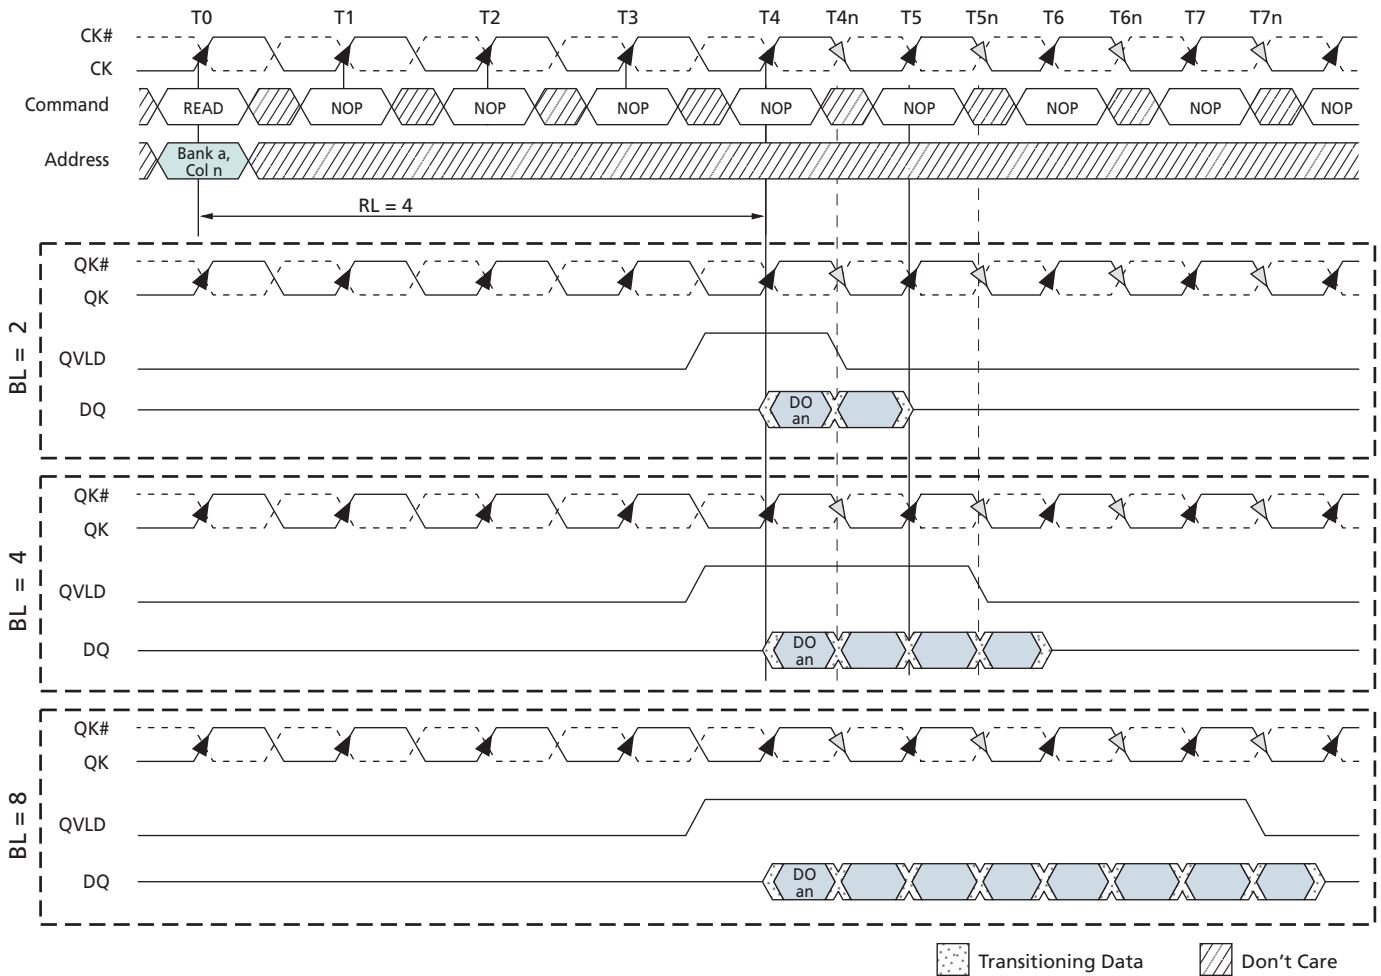 T0 T1 T2 T3 T4 T4n T5 T5n T6 T6n T7 T7n
CK#
CK
Command READ NOP NOP NOP NOP NOP NOP NOP NOP
Address Bank a,
Col n
RL = 4
BL = 2
QK#
QK
QVLD
DQ DO
an
BL = 4
QK#
QK
QVLD
DQ DO
an
BL = 8
QK#
QK
QVLD
DQ DO
an
Transitioning Data Don't Care